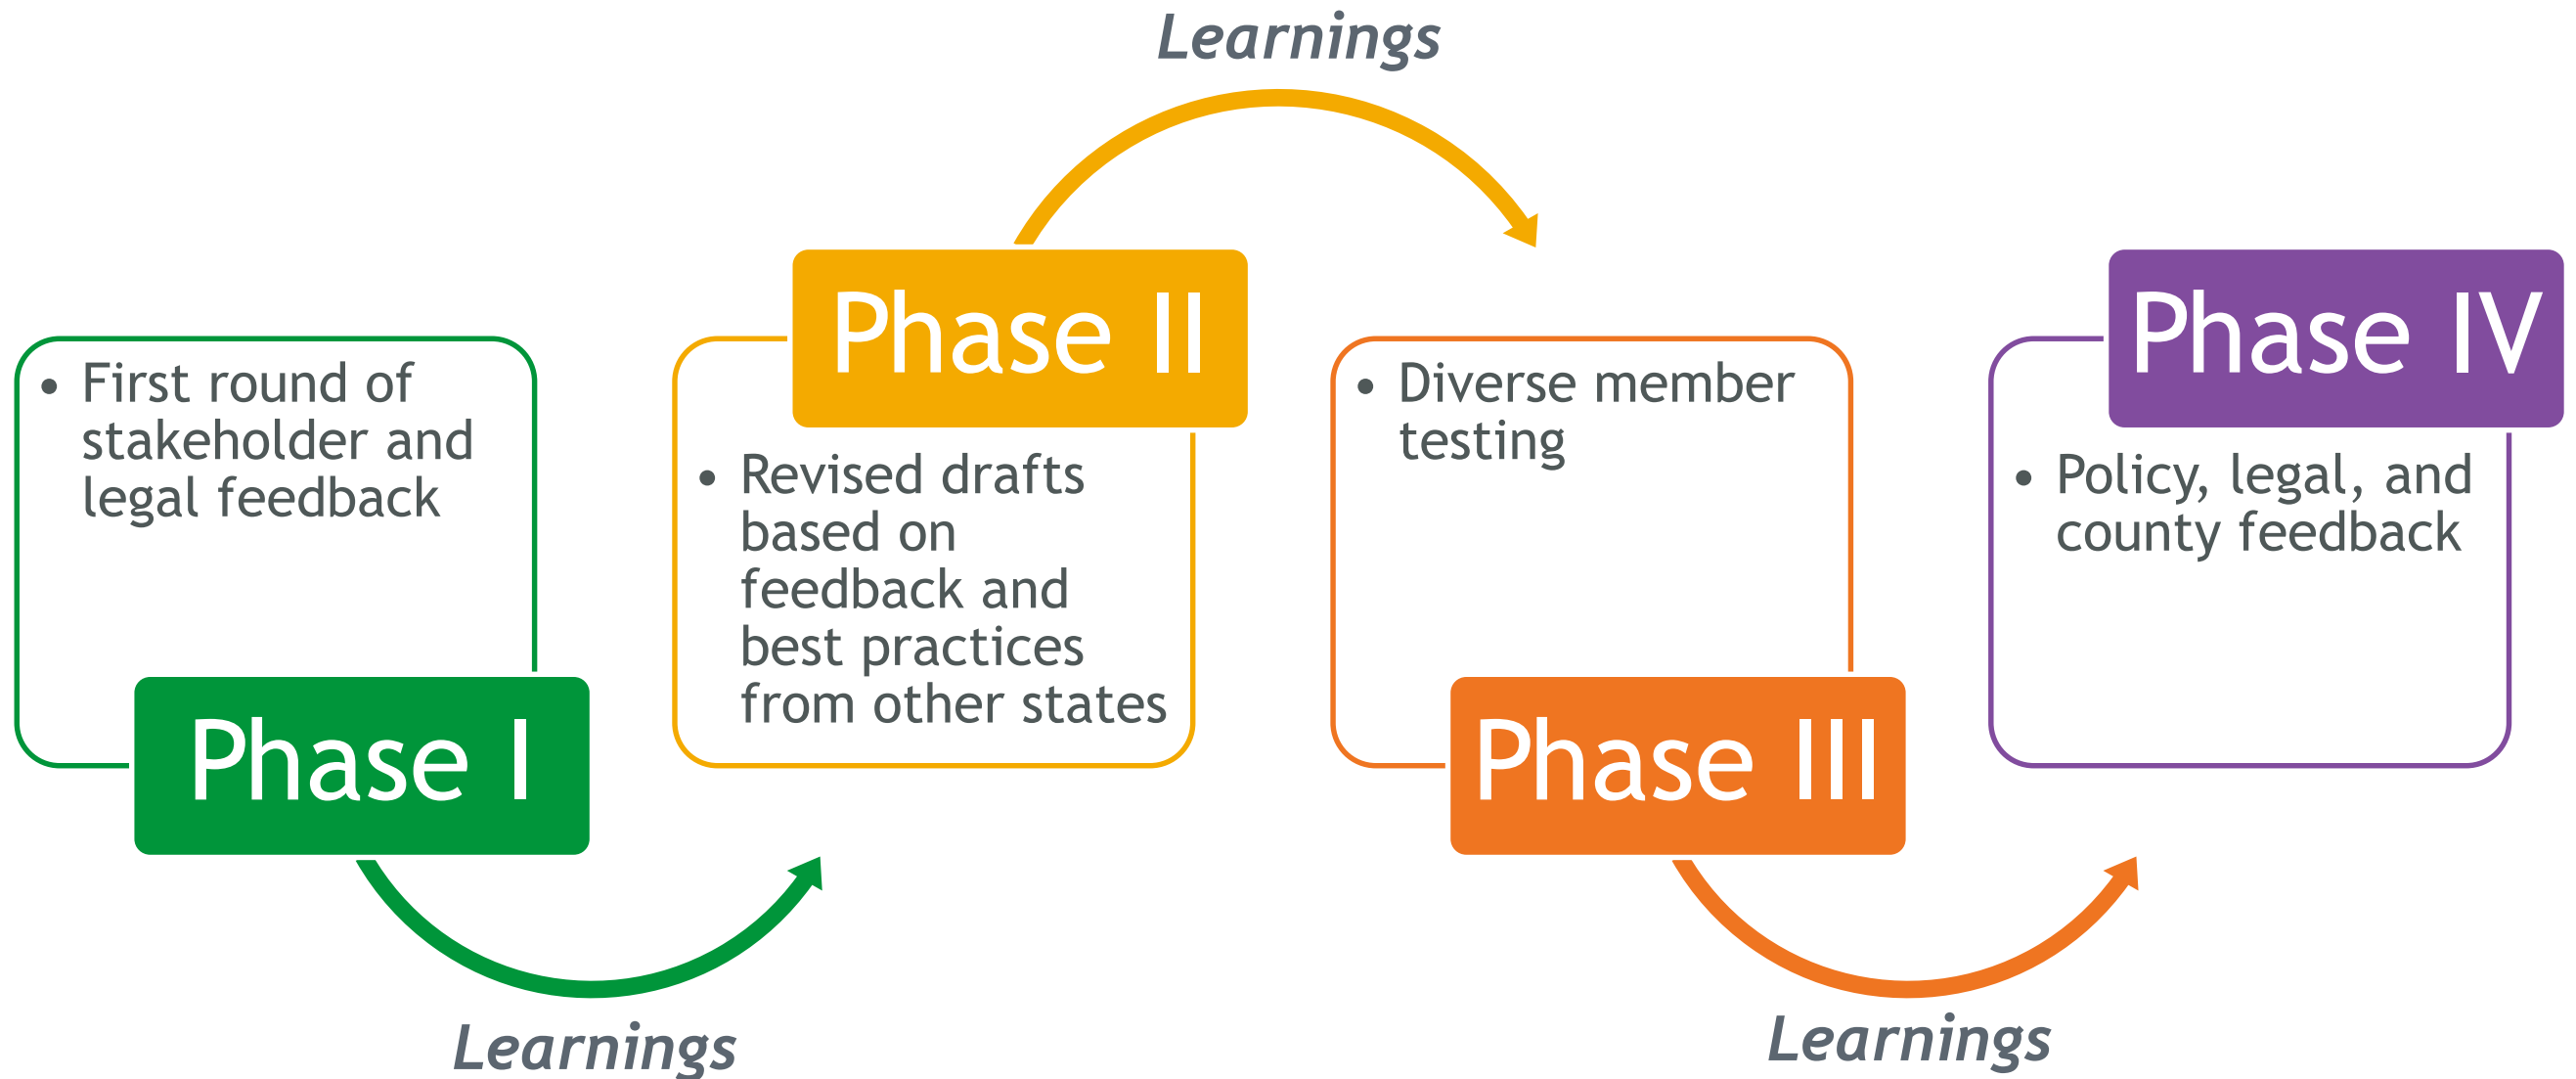 • First round of
stakeholder and
legal feedback
Phase I
Learnings
Phase II
• Revised drafts
based on
feedback and
best practices
from other states
Learnings
• Diverse member
testing
Phase III
Learnings
Phase IV
• Policy, legal, and
county feedback